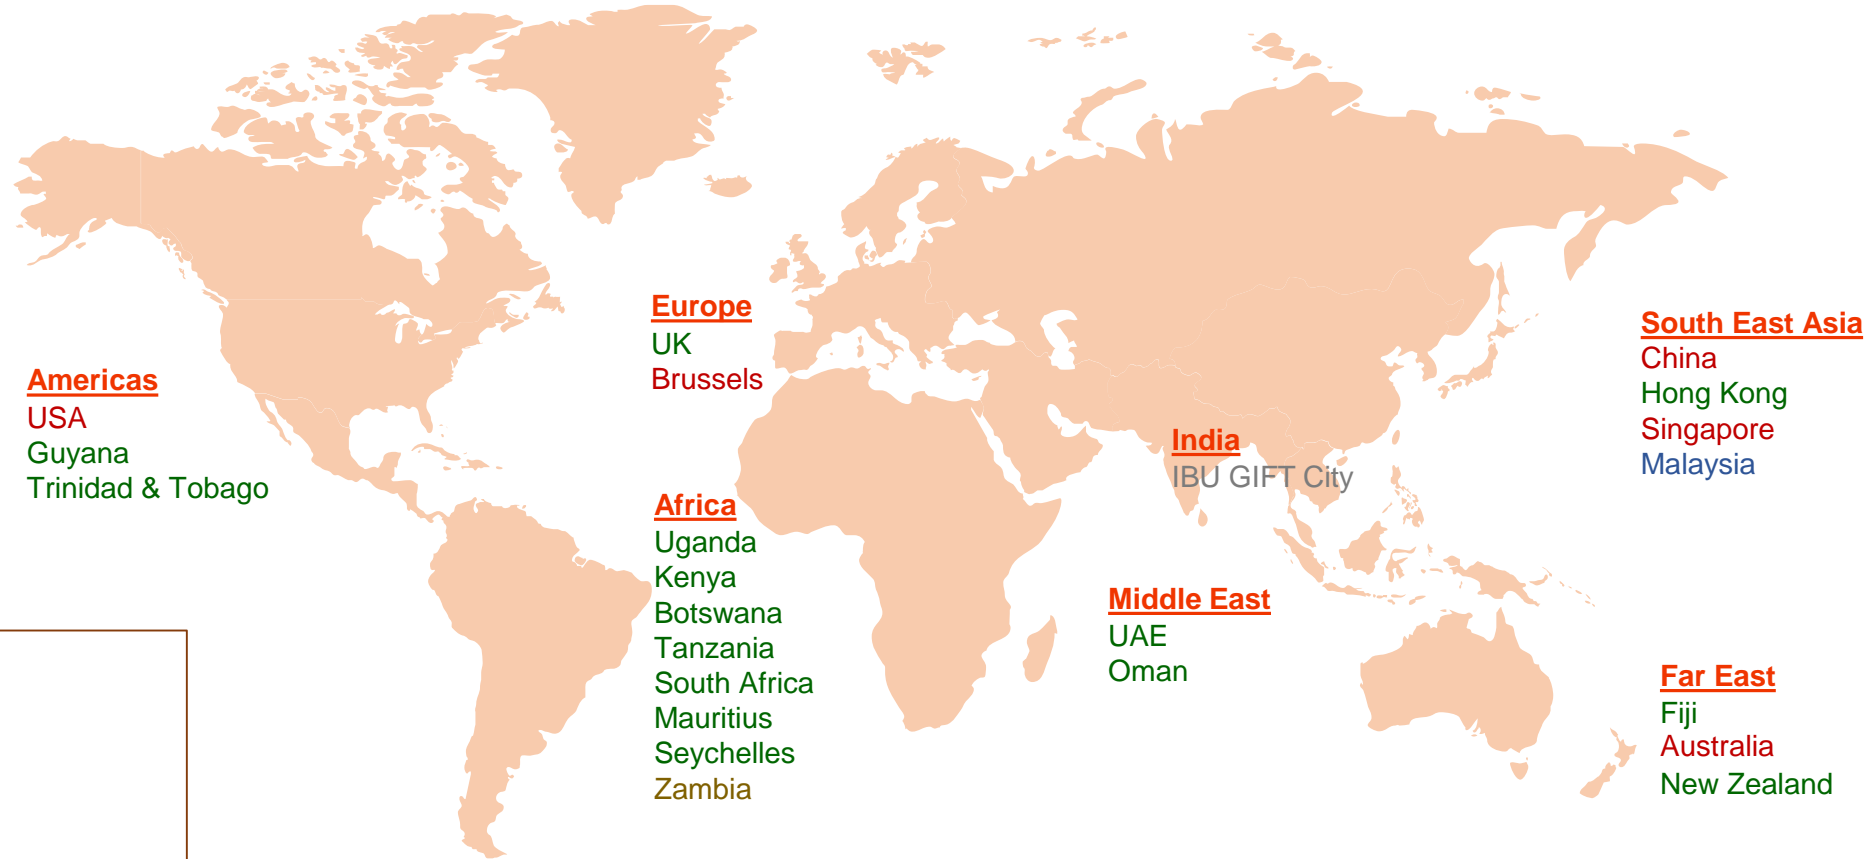 Americas
USA
Guyana
Trinidad & Tobago
Europe
UK
Brussels
Africa
Uganda
Kenya
Botswana
Tanzania
South Africa
Mauritius
Seychelles
Zambia
India
IBU GIFT City
Middle East
UAE
Oman
South East Asia
China
Hong Kong
Singapore
Malaysia
Far East
Fiji
Australia
New Zealand